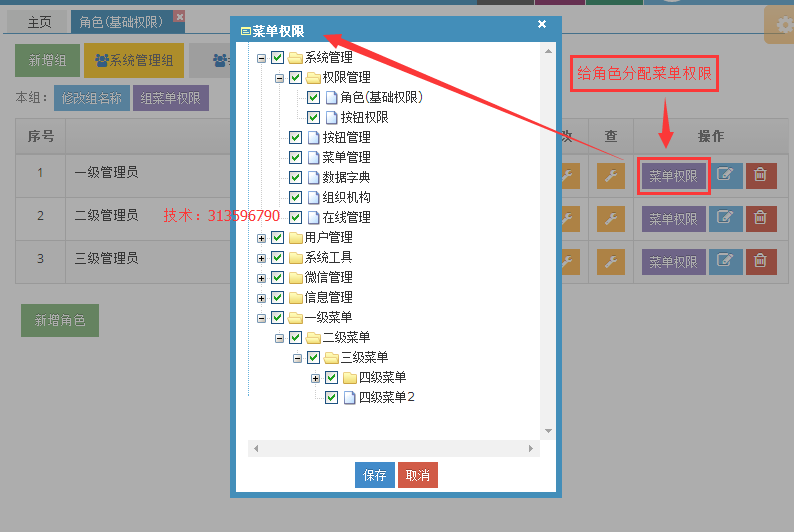 主页
角色(基础权限)
新增组
系统管理组
本组：
修改组名称
组菜单权限
序号
改
查
操作
1
一级管理员
菜单权限
2
二级管理员
菜单权限
3
三级管理员
菜单权限
新增角色
技术：313596790
给角色分配菜单权限
菜单权限
系统管理
权限管理
角色(基础权限)
按钮权限
按钮管理
菜单管理
数据字典
组织机构
在线管理
用户管理
系统工具
微信管理
信息管理
一级菜单
二级菜单
三级菜单
四级菜单
四级菜单2
保存
取消